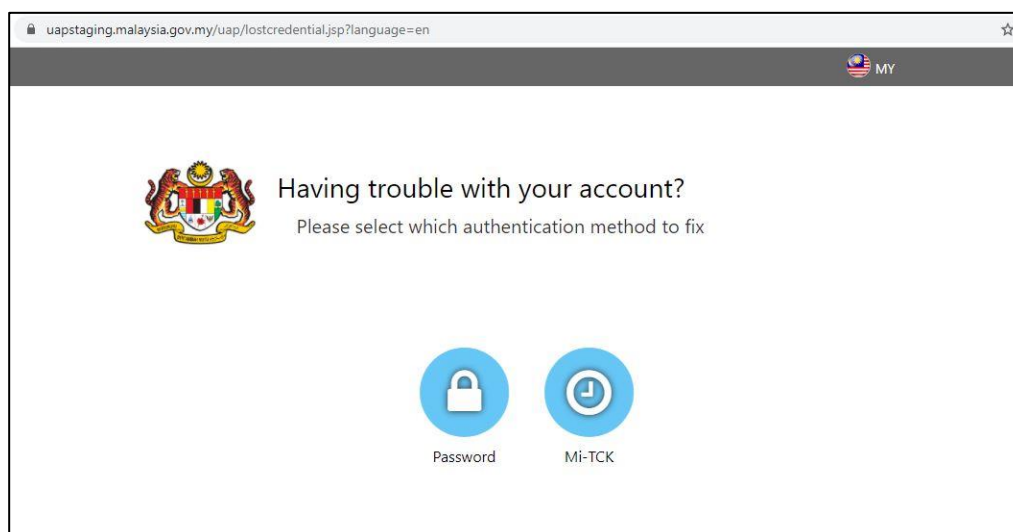 uapstaging.malaysia.gov.my/uap/lostcredential.jsp?language=en
MY
Having trouble with your account?
Please select which authentication method to fix
Password
Mi-TCK